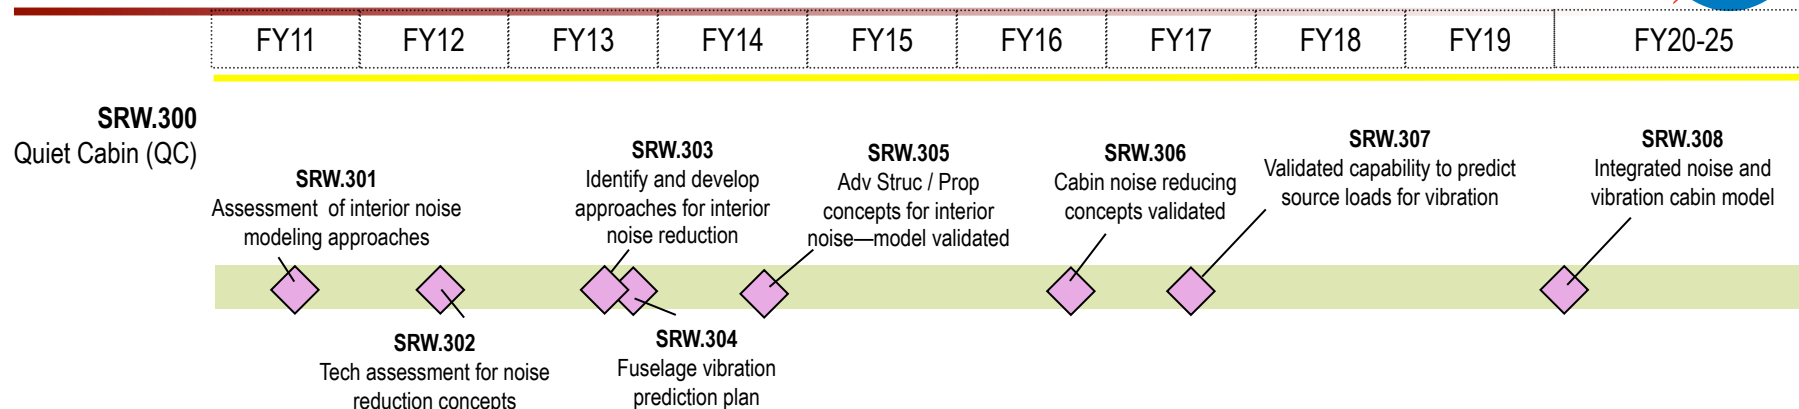 FY11 FY12 FY13 FY14 FY15 FY16 FY17 FY18 FY19 FY20-25
SRW.300
Quiet Cabin (QC)
SRW.301
Assessment of interior noise
modeling approaches
SRW.302
Tech assessment for noise
reduction concepts
SRW.303
Identify and develop
approaches for interior
noise reduction
SRW.304
Fuselage vibration
prediction plan
SRW.305
Adv Struc / Prop
concepts for interior
noise—model validated
SRW.306
Cabin noise reducing
concepts validated
SRW.307
Validated capability to predict
source loads for vibration
SRW.308
Integrated noise and
vibration cabin model